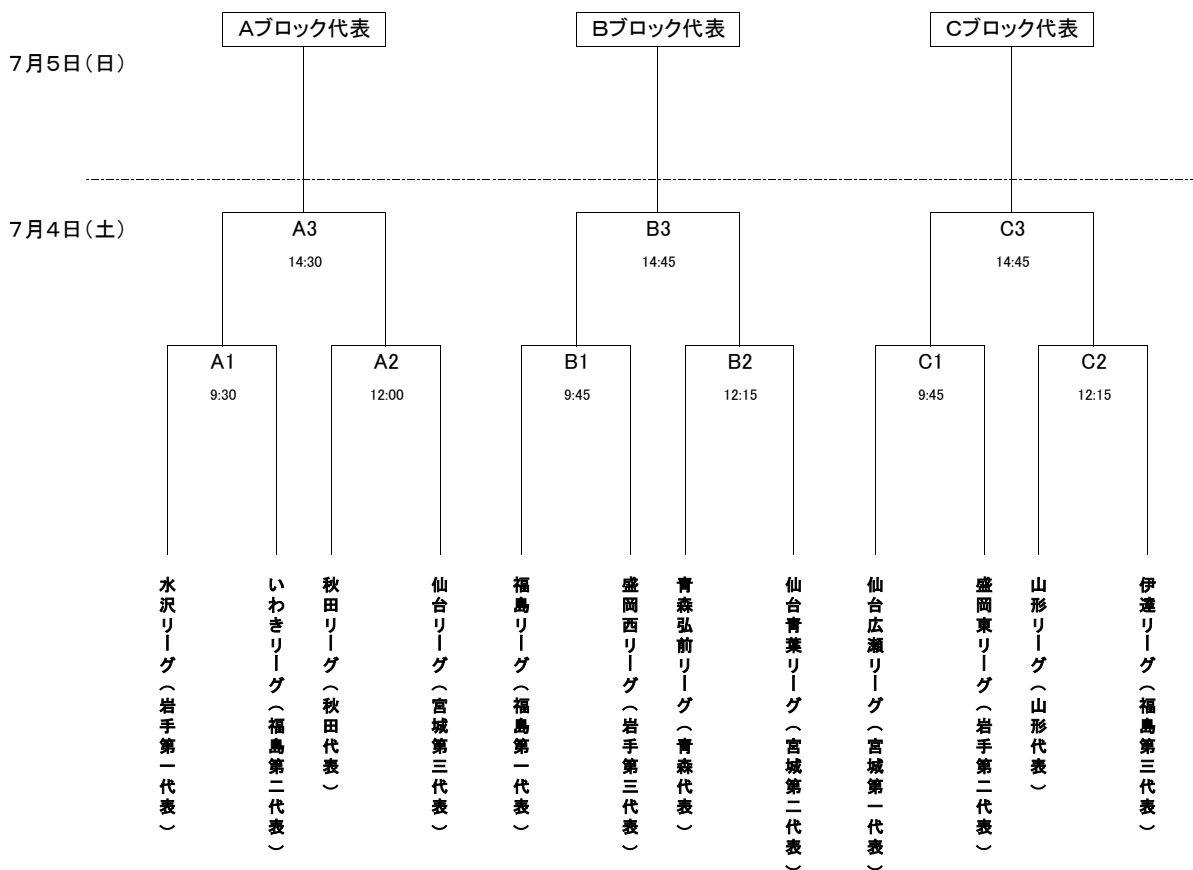 Aブロック代表
Bブロック代表
Cブロック代表
7月5日(日)
7月4日(土)
A3
14:30
B3
14:45
C3
14:45
A1
9:30
A2
12:00
B1
9:45
B2
12:15
C1
9:45
C2
12:15
水沢リーグ(岩手第一代表)
いわきリーグ(福島第二代表)
秋田リーグ(秋田代表)
仙台リーグ(宮城第三代表)
福島リーグ(福島第一代表)
盛岡西リーグ(岩手第三代表)
青森弘前リーグ(青森代表)
仙台青葉リーグ(宮城第二代表)
仙台広瀬リーグ(宮城第一代表)
盛岡東リーグ(岩手第二代表)
山形リーグ(山形代表)
伊達リーグ(福島第三代表)